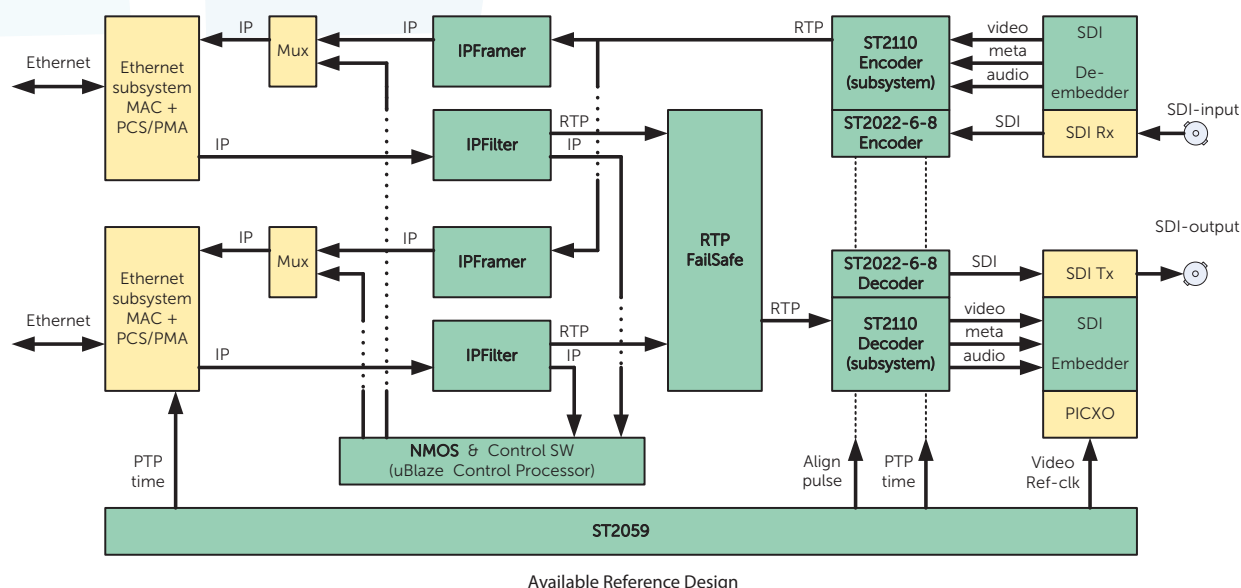 IP
Mux
IP
IPFramer
RTP
ST2110
Encoder
(subsystem)
video
meta
audio
SDI
De-
embedder
Ethernet
Ethernet
subsystem
MAC +
PCS/PMA
SDI-input
IP
IPFilter
RTP
IP
ST2022-6-8
Encoder
SDI
SDI Rx
RTP
FailSafe
Ethernet
Ethernet
subsystem
MAC +
PCS/PMA
IP
Mux
IP
IPFramer
SDI-output
ST2022-6-8
Decoder
SDI
SDI Tx
RTP
ST2110
Decoder
(subsystem)
video
meta
audio
SDI
Embedder
IP
IPFilter
RTP
IP
PICXO
NMOS & Control SW
(uBlaze Control Processor)
PTP
time
Align
pulse
PTP
time
Video
Ref-clk
ST2059
Available Reference Design